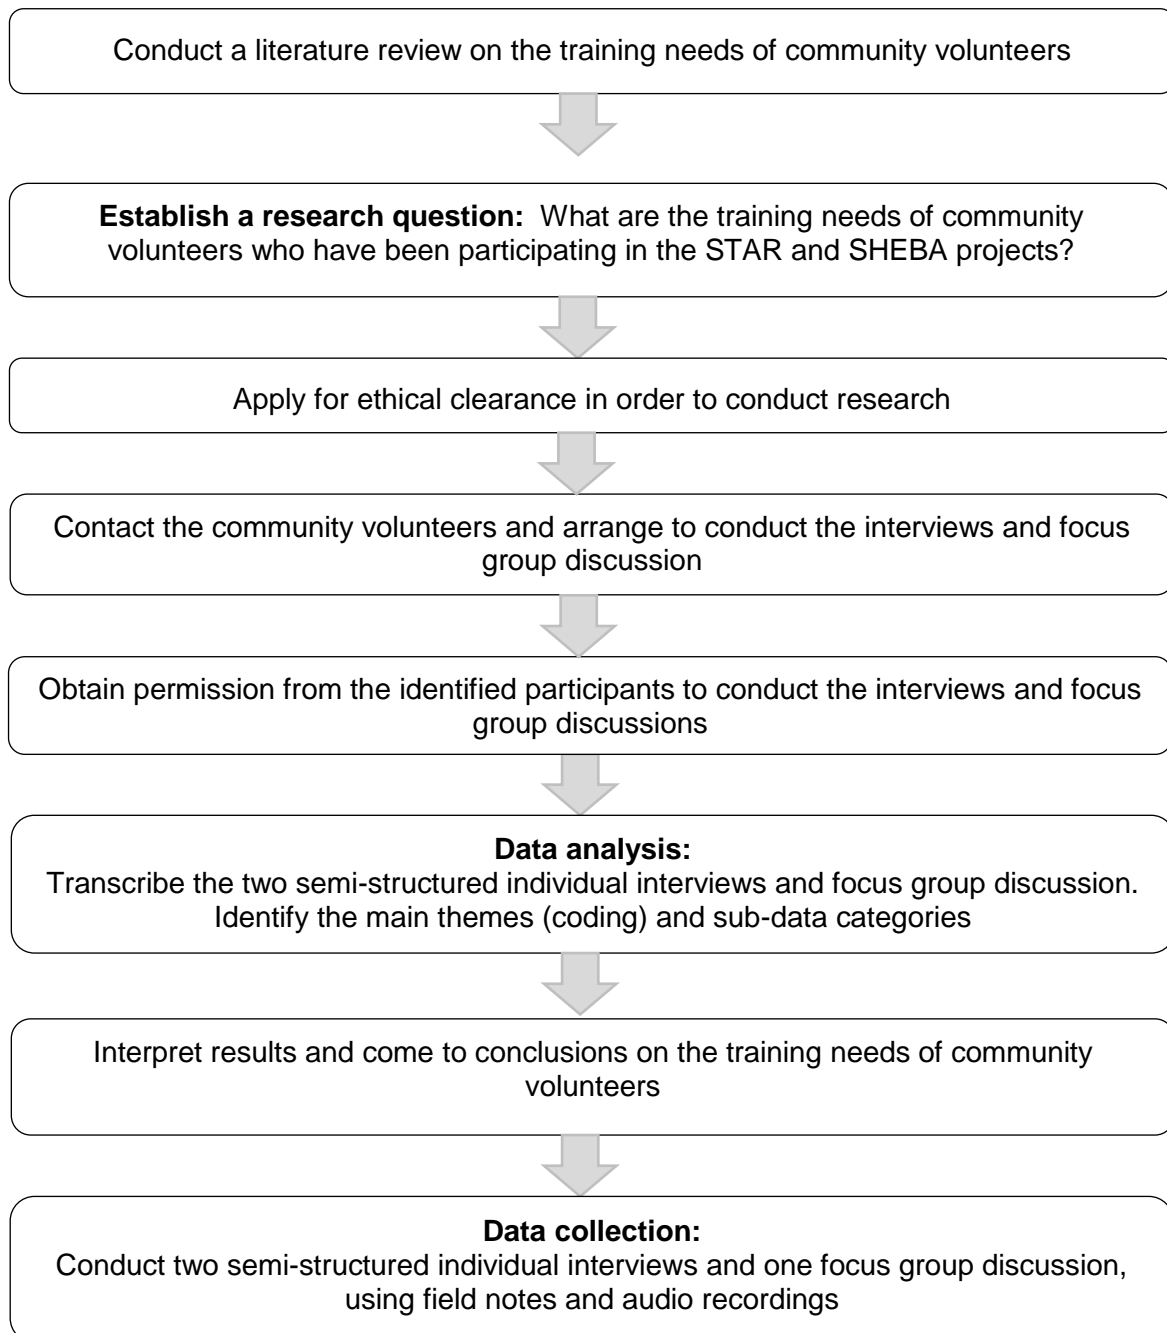 Conduct a literature review on the training needs of community volunteers
Establish a research question: What are the training needs of community
volunteers who have been participating in the STAR and SHEBA projects?
Apply for ethical clearance in order to conduct research
Contact the community volunteers and arrange to conduct the interviews and focus
group discussion
Obtain permission from the identified participants to conduct the interviews and focus
group discussions
Data analysis:
Transcribe the two semi-structured individual interviews and focus group discussion.
Identify the main themes (coding) and sub-data categories
Interpret results and come to conclusions on the training needs of community
volunteers
Data collection:
Conduct two semi-structured individual interviews and one focus group discussion,
using field notes and audio recordings